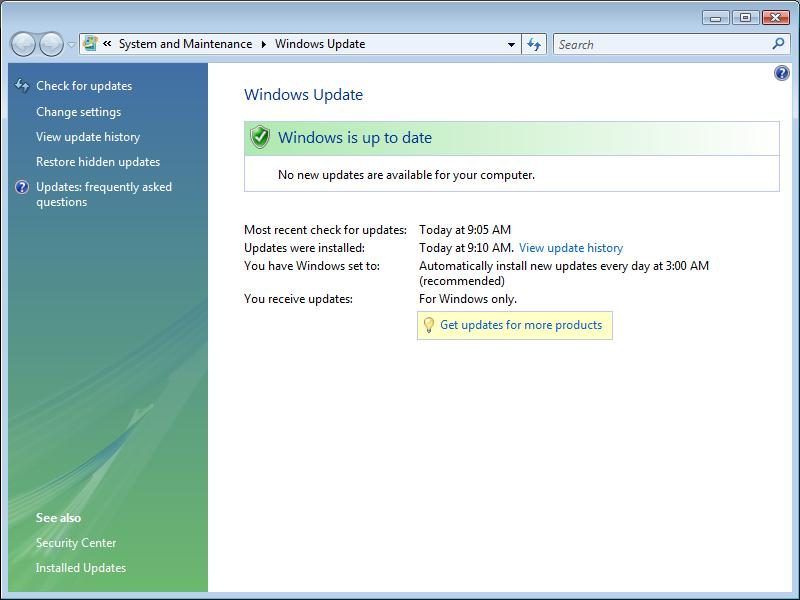 « System and Maintenance ▸ Windows Update
Search
Check for updates
Change settings
View update history
Restore hidden updates
Updates: frequently asked
questions
See also
Security Center
Installed Updates
Windows Update
Windows is up to date
No new updates are available for your computer.
Most recent check for updates: Today at 9:05 AM
Updates were installed: Today at 9:10 AM. View update history
You have Windows set to: Automatically install new updates every day at 3:00 AM
(recommended)
You receive updates: For Windows only.
Get updates for more products